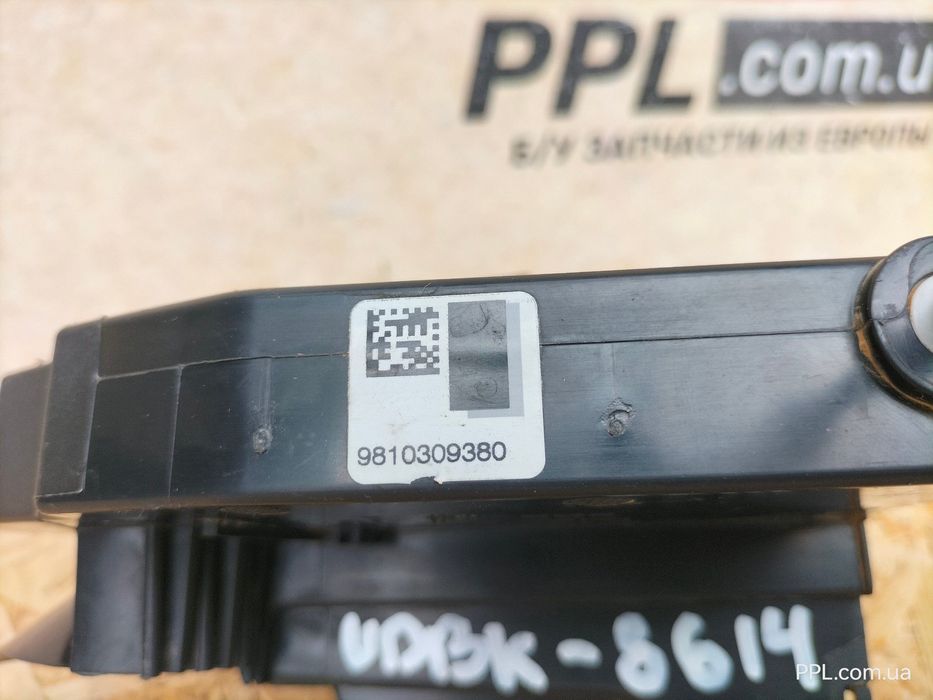 PPL.com.u
Б/У ЗАПЧАСТИ ИЗ ЕВРОПЫ
9810309380
UDBK-8614
PPL.com.ua